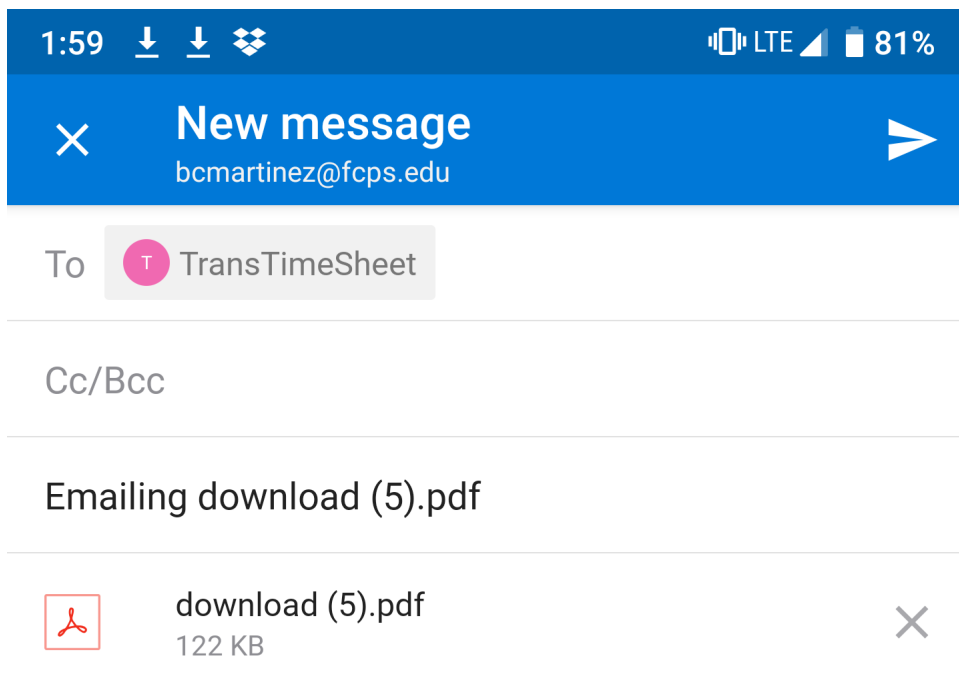 1:59 LTE 81%
New message
bcmartinez@fcps.edu
To T TransTimeSheet
Cc/Bcc
Emailing download (5).pdf
download (5).pdf
122 KB